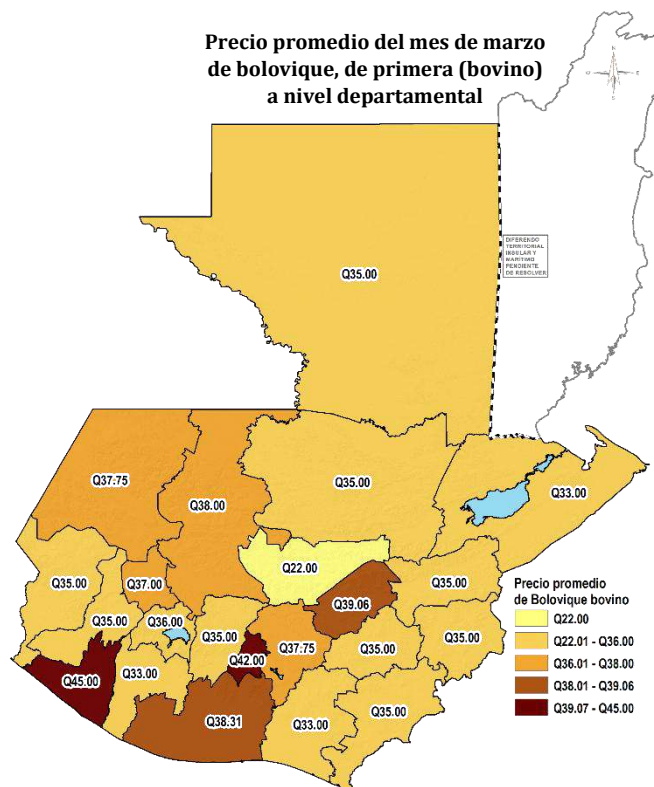 Precio promedio del mes de marzo
de bolovique, de primera (bovino)
a nivel departamental
N
DIFERENDO
TERRITORIAL
INSULAR Y
MARÍTIMO
PENDIENTE
DE RESOLVER
Q35.00
Q37.75
Q38.00
Q35.00
Q33.00
Q22.00
Q35.00
Q37.00
Q35.00
Q39.06
Q35.00
Q36.00
Q35.00
Q37.75
Q35.00
Q35.00
Q42.00
Q45.00
Q33.00
Q38.31
Q33.00
Q35.00
Precio promedio
de Bolovique bovino
Q22.00
Q22.01 - Q36.00
Q36.01 - Q38.00
Q38.01 - Q39.06
Q39.07 - Q45.00